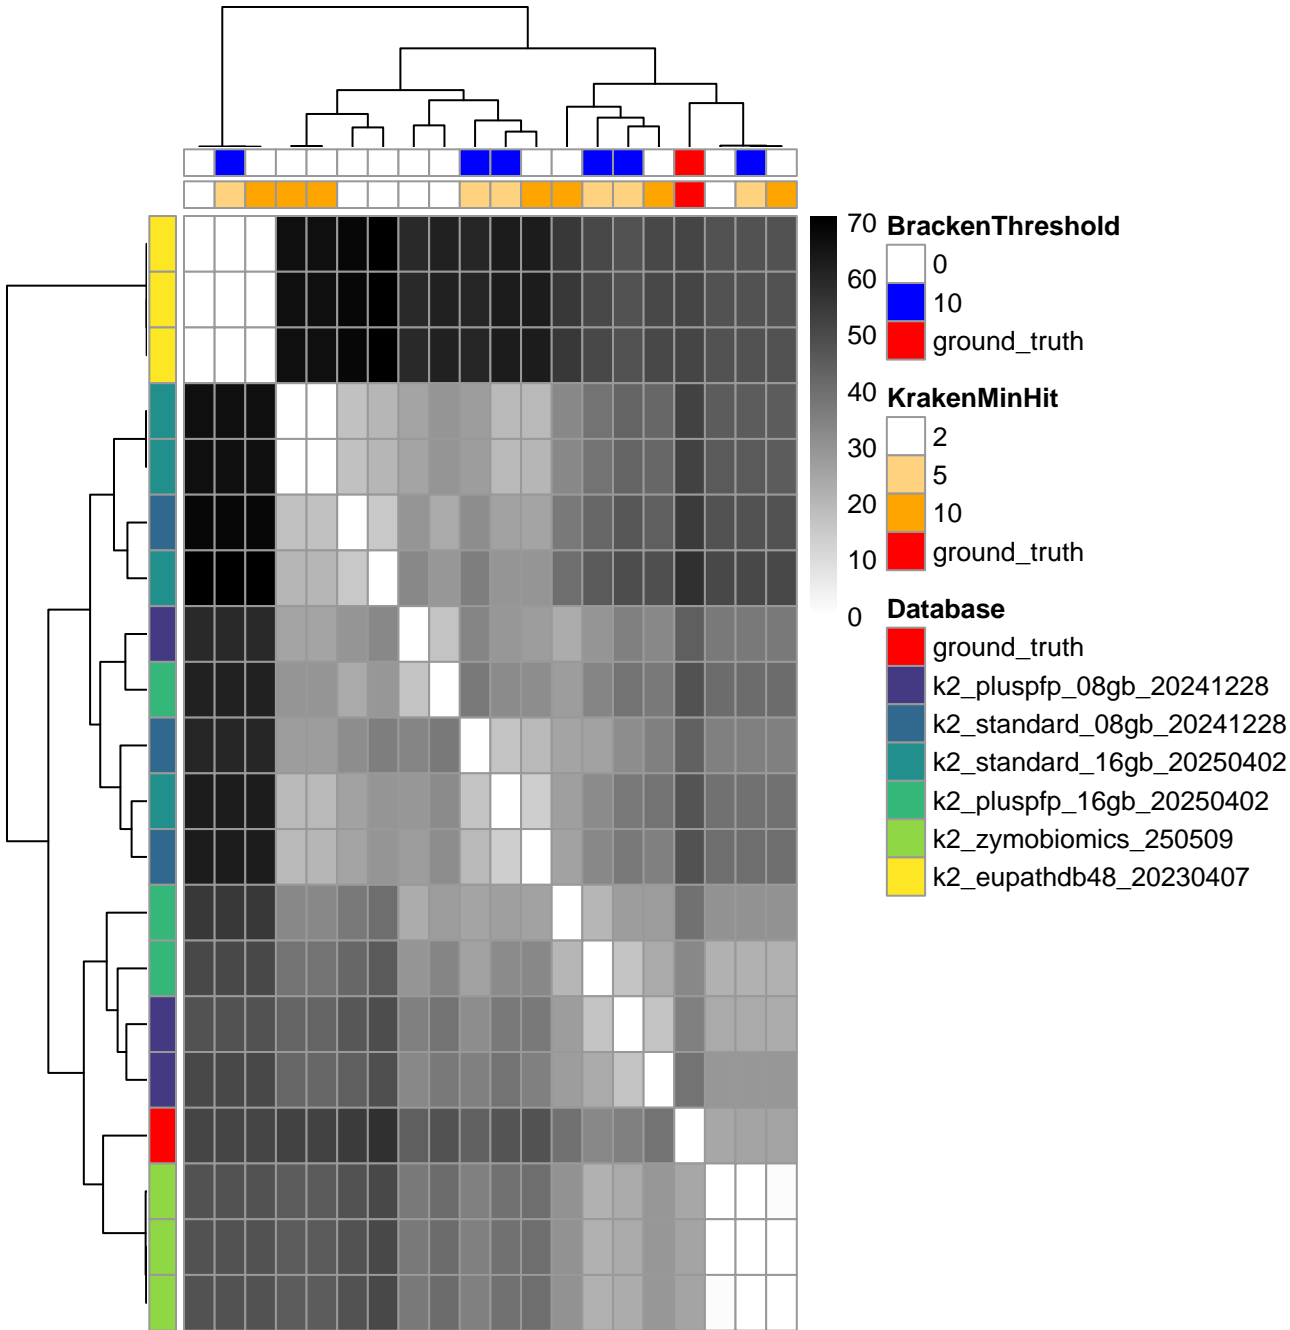 70
60
50
40
30
20
10
0
BrackenThreshold
0
10
ground_truth
KrakenMinHit
2
5
10
ground_truth
Database
ground_truth
k2_pluspfp_08gb_20241228
k2_standard_08gb_20241228
k2_standard_16gb_20250402
k2_pluspfp_16gb_20250402
k2_zymobiomics_250509
k2_eupathdb48_20230407